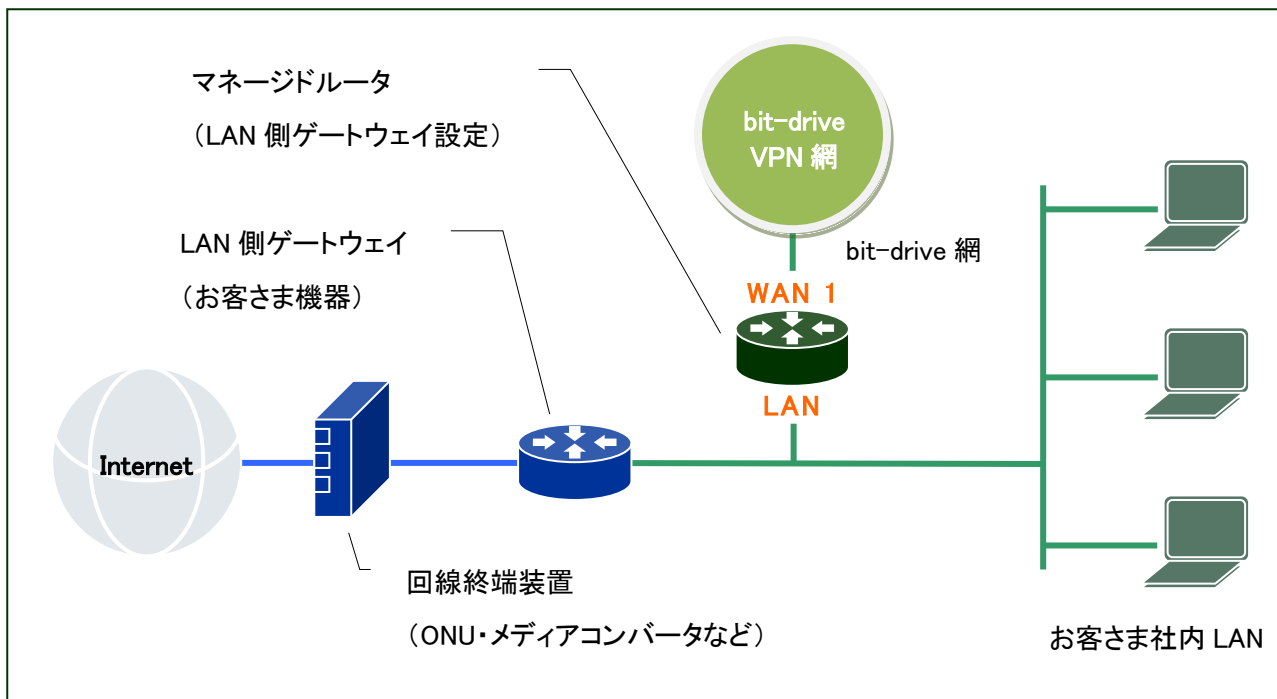 マネージドルータ
（LAN 側ゲートウェイ設定）
bit-drive
VPN 網
LAN 側ゲートウェイ
（お客さま機器）
bit-drive 網
WAN 1
LAN
Internet
回線終端装置
（ONU・メディアコンバータなど）
お客さま社内 LAN